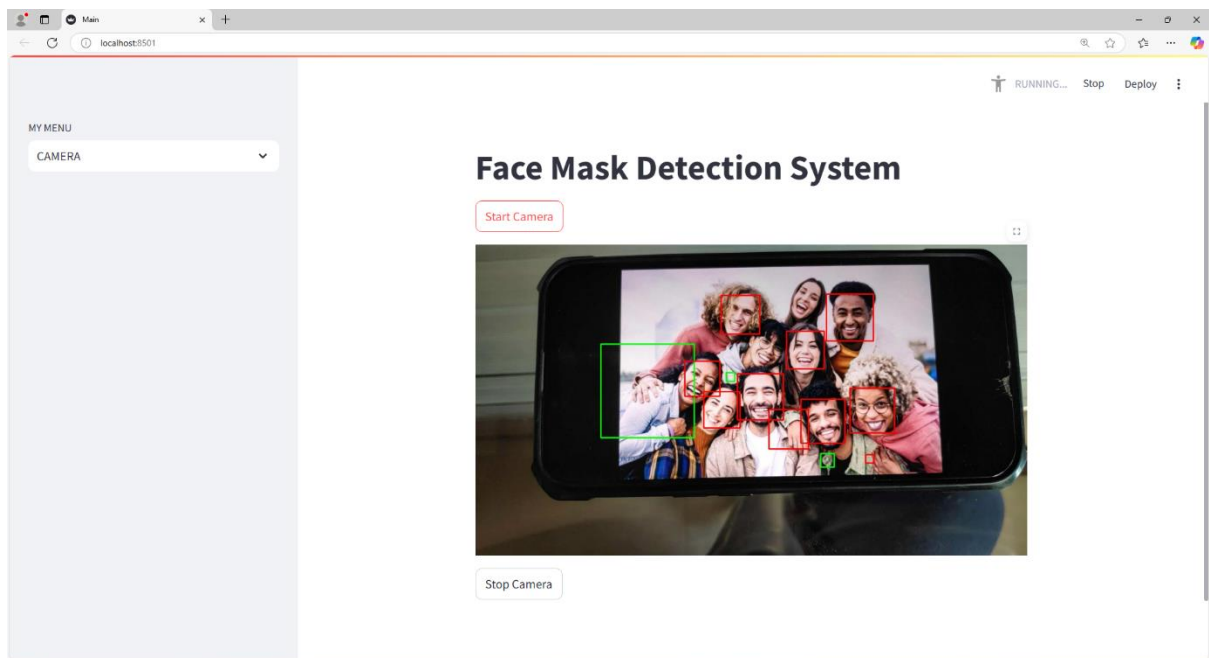 Main
localhost:8501
RUNNING... Stop Deploy
MY MENU
CAMERA
Face Mask Detection System
Start Camera
Stop Camera